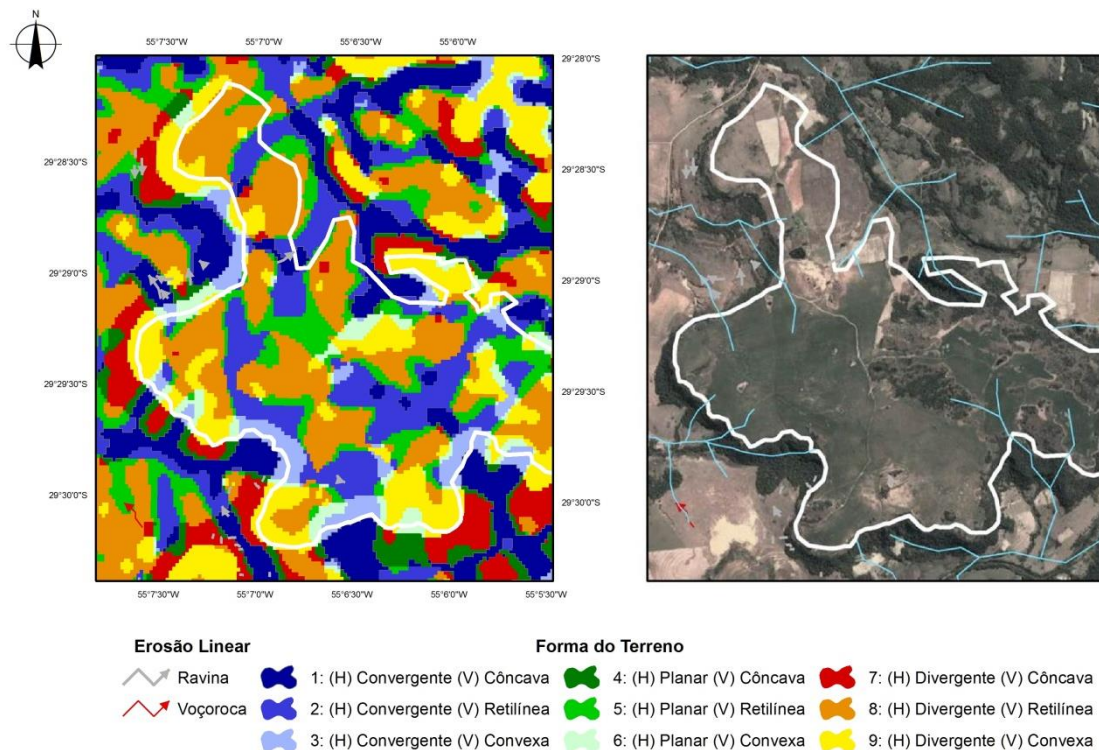 N
55°7'30"W 55°7'0"W 55°6'30"W 55°6'0"W
29°28'0"S
29°28'30"S 29°28'30"S
29°29'0"S 29°29'0"S
29°29'30"S 29°29'30"S
29°30'0"S 29°30'0"S
55°7'30"W 55°7'0"W 55°6'30"W 55°6'0"W 55°5'30"W
Erosão Linear Forma do Terreno
Ravina 1: (H) Convergente (V) Côncava 4: (H) Planar (V) Côncava 7: (H) Divergente (V) Côncava
Voçoroca 2: (H) Convergente (V) Retilínea 5: (H) Planar (V) Retilínea 8: (H) Divergente (V) Retilínea
3: (H) Convergente (V) Convexa 6: (H) Planar (V) Convexa 9: (H) Divergente (V) Convexa